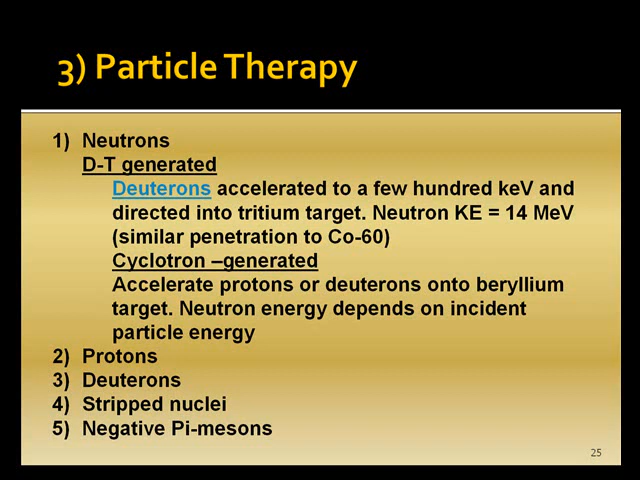 3) Particle Therapy
1) Neutrons
D-T generated
Deuterons accelerated to a few hundred keV and
directed into tritium target. Neutron KE = 14 MeV
(similar penetration to Co-60)
Cyclotron –generated
Accelerate protons or deuterons onto beryllium
target. Neutron energy depends on incident
particle energy
2) Protons
3) Deuterons
4) Stripped nuclei
5) Negative Pi-mesons
25